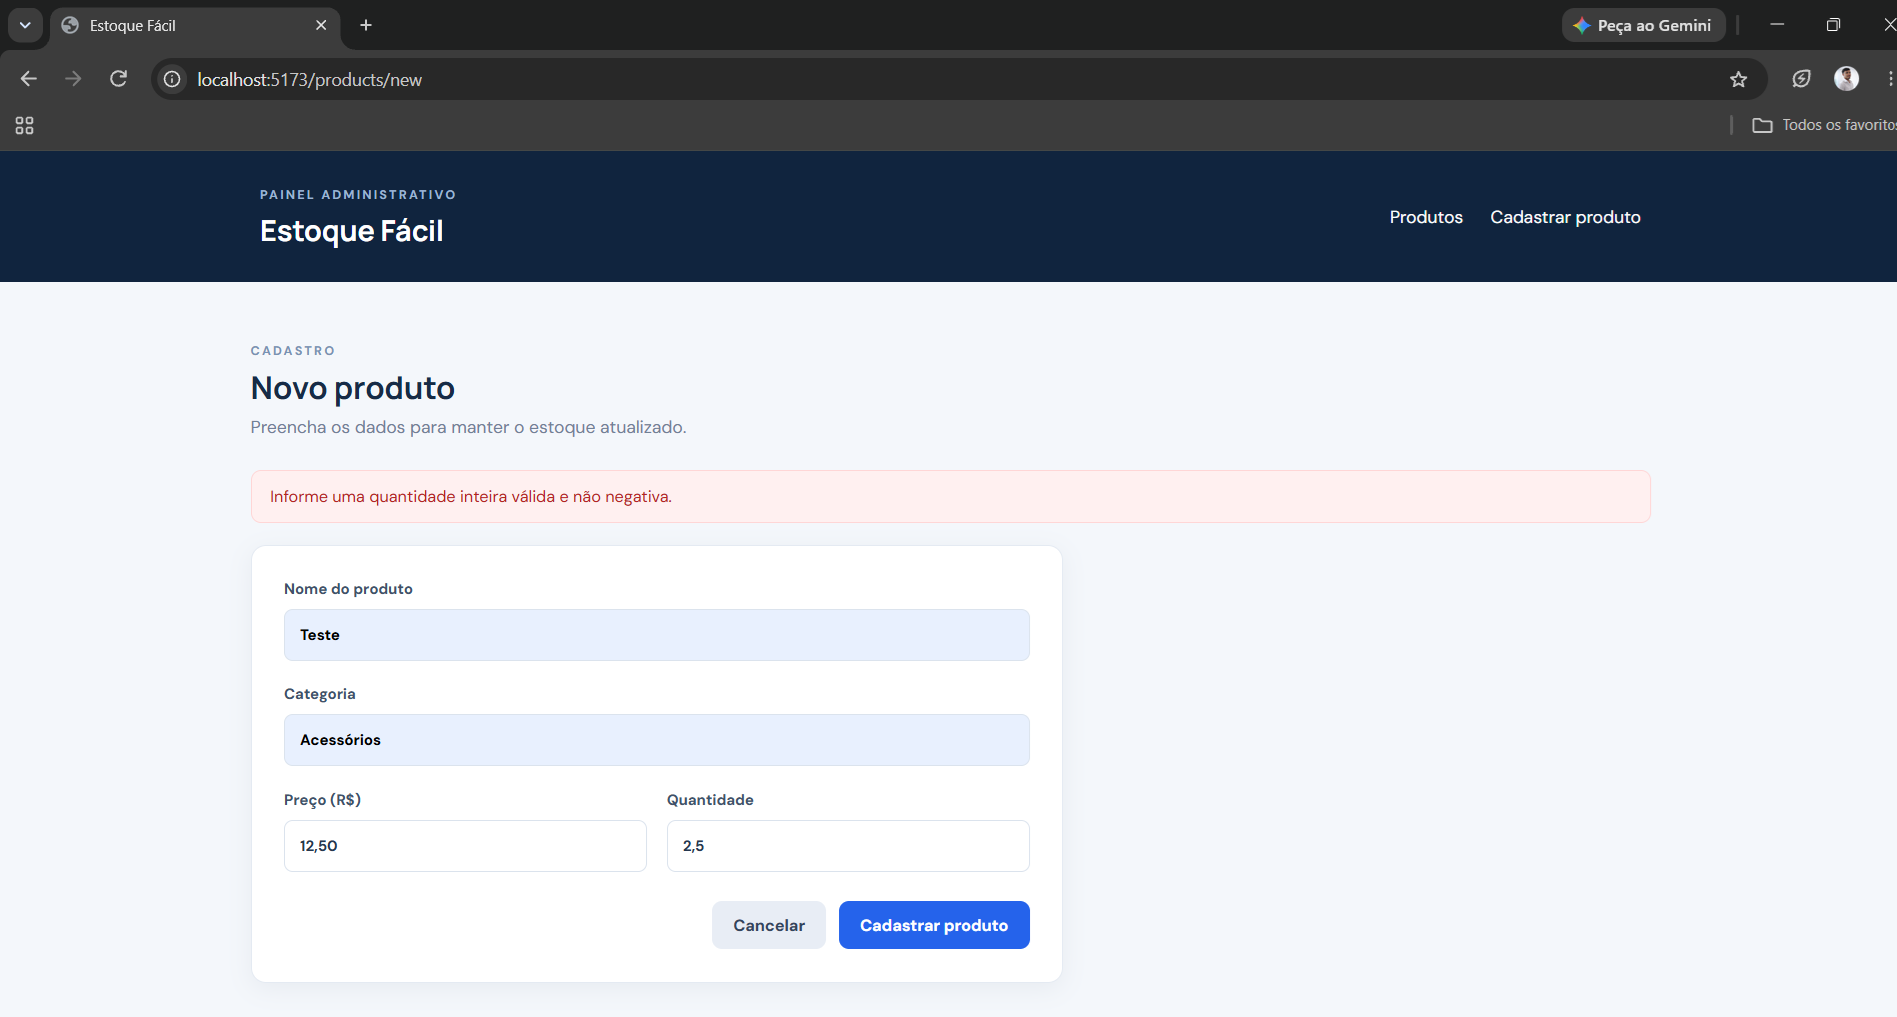 Estoque Fácil
Peça ao Gemini
localhost:5173/products/new
Todos os favoritos
PAINEL ADMINISTRATIVO
Estoque Fácil
Produtos
Cadastrar produto
CADASTRO
Novo produto
Preencha os dados para manter o estoque atualizado.
Informe uma quantidade inteira válida e não negativa.
Nome do produto
Teste
Categoria
Acessórios
Preço (R$)
Quantidade
12,50
2,5
Cancelar
Cadastrar produto